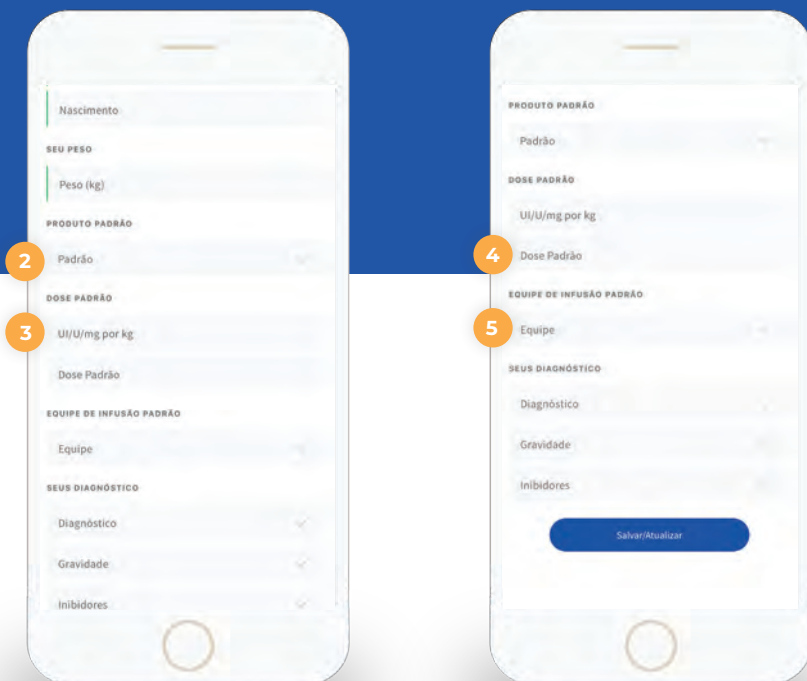 Nascimento
SEU PESO
Peso (kg)
PRODUTO PADRÃO
2 Padrão
DOSE PADRÃO
3 UI/U/mg por kg
Dose Padrão
EQUIPE DE INFUSÃO PADRÃO
Equipe
SEUS DIAGNÓSTICO
Diagnóstico
Gravidade
Inibidores
PRODUTO PADRÃO
Padrão
DOSE PADRÃO
UI/U/mg por kg
4 Dose Padrão
EQUIPE DE INFUSÃO PADRÃO
5 Equipe
SEUS DIAGNÓSTICO
Diagnóstico
Gravidade
Inibidores
Salvar/Atualizar